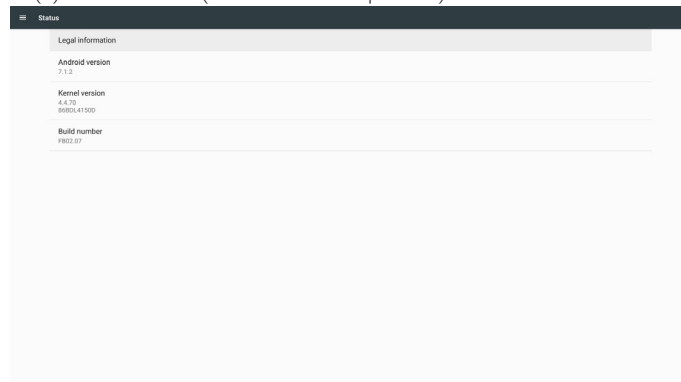 Status
Legal information
Android version
7.1.2
Kernel version
4.4.70
86BDL4150D
Build number
FB02.07